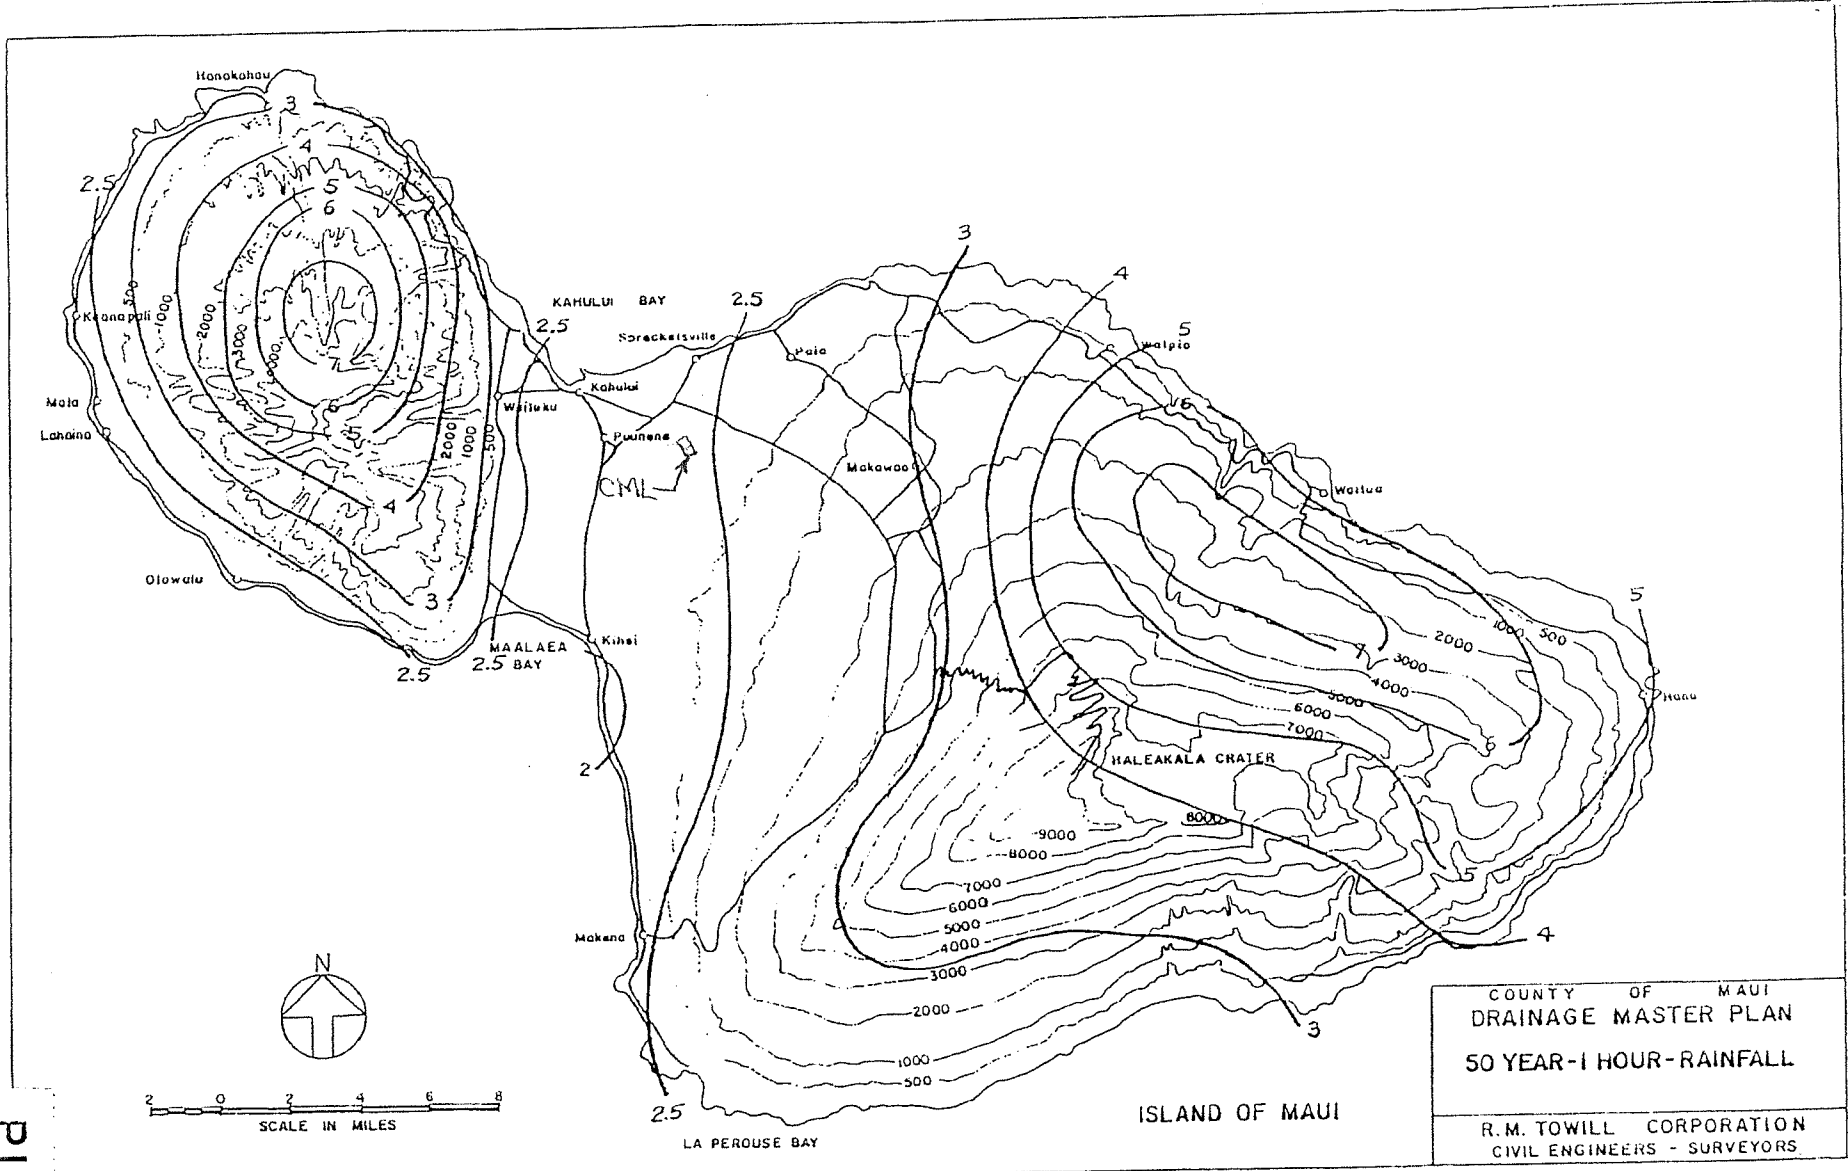 Honokohau
3
4
2.5
5
6
3
4
KAHULUI BAY
2.5
2.5
5
Spreckelsville
Waipio
500
1000
2000
3000
Kaanapali
Paia
7
Kahului
Mala
6
Wailuku
6
Lahaina
5
2000
1000
500
Puunene
Makawao
CML
Wailua
4
Olowalu
3
5
1000
500
2000
Kihei
MAALAEA
BAY
2.5
2.5
7
3000
4000
5000
6000
7000
Hana
2
HALEAKALA CRATER
8000
9000
8000
7000
6000
5000
4000
3000
2000
1000
500
5
4
Makena
3
N
2 0 2 4 6 8
SCALE IN MILES
2.5
LA PEROUSE BAY
ISLAND OF MAUI
COUNTY OF MAUI
DRAINAGE MASTER PLAN
50 YEAR-1 HOUR-RAINFALL
R. M. TOWILL CORPORATION
CIVIL ENGINEERS - SURVEYORS